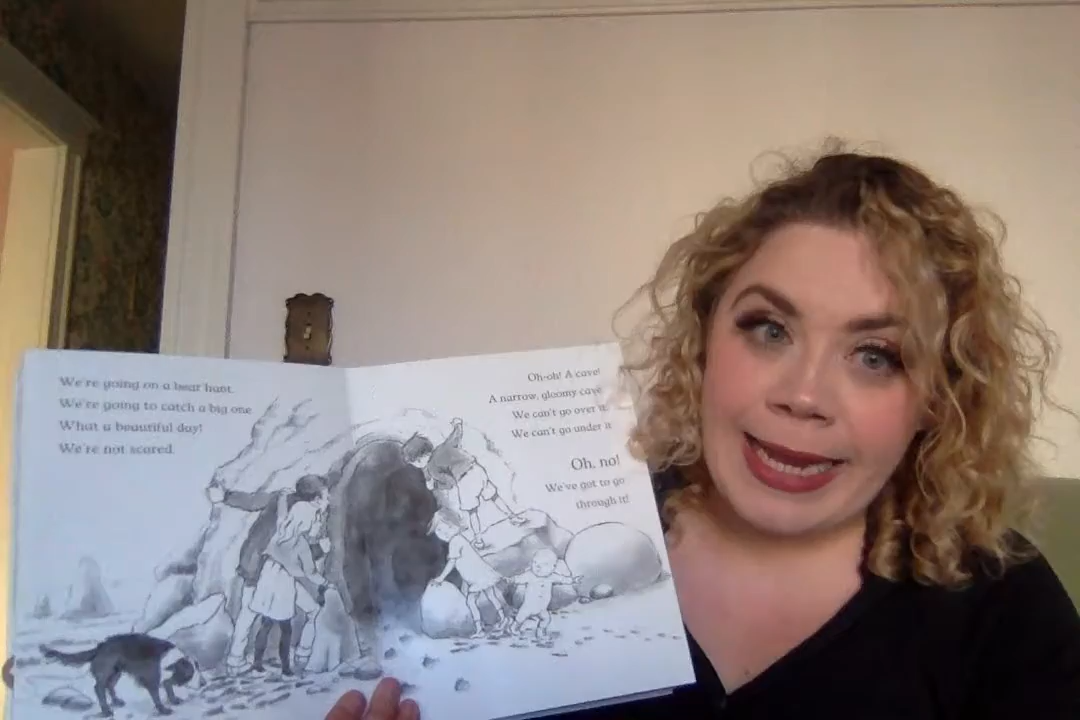 We're going on a bear hunt.
We're going to catch a big one
What a beautiful day!
We're not scared.
Oh-oh! A cave!
A narrow, gloomy cave
We can't go over it.
We can't go under it
Oh, no!
We've got to go
through it!